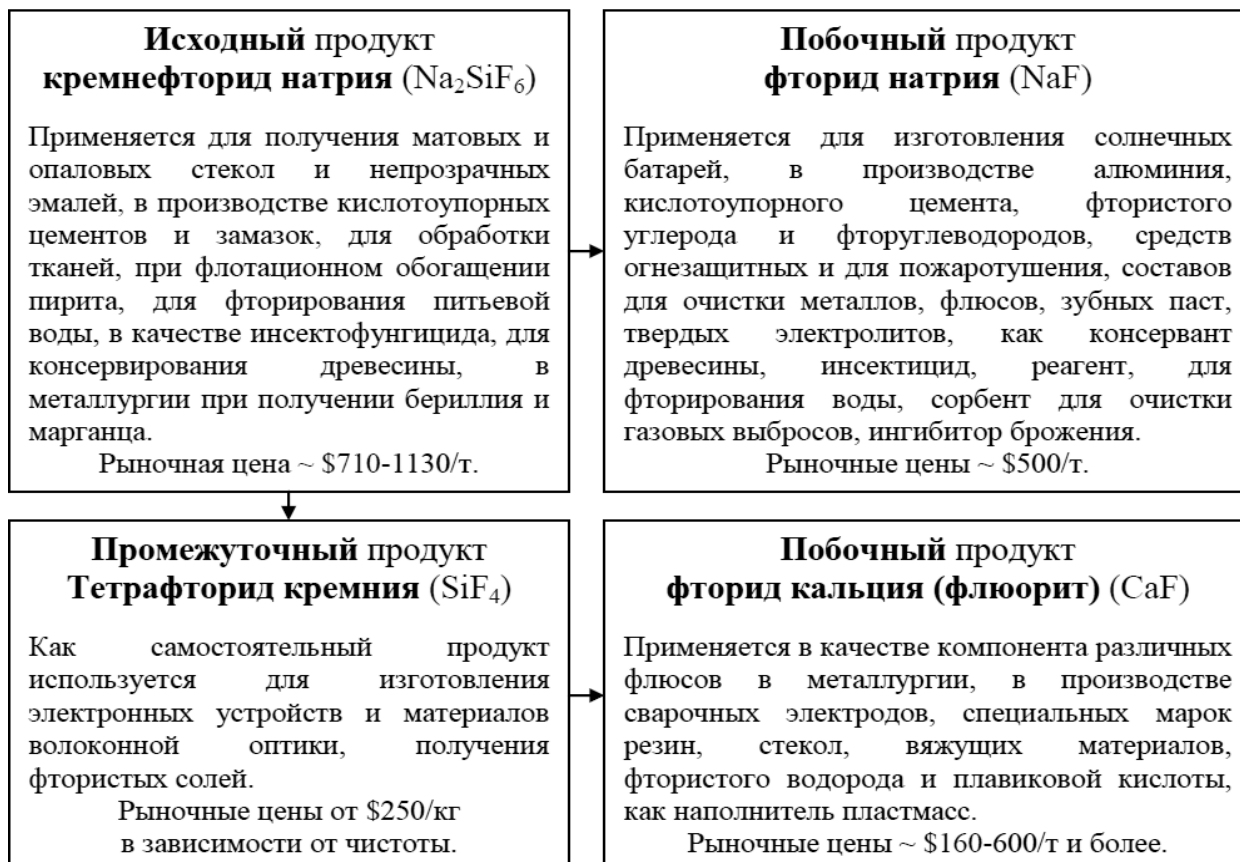 Исходный продукт
кремнефторид натрия (Na₂SiF₆)
Применяется для получения матовых и
опаловых стекол и непрозрачных
эмалей, в производстве кислотоупорных
цементов и замазок, для обработки
тканей, при флотационном обогащении
пирита, для фторирования питьевой
воды, в качестве инсектофунгицида, для
консервирования древесины, в
металлургии при получении бериллия и
марганца.
Рыночная цена ~ $710-1130/т.
Побочный продукт
фторид натрия (NaF)
Применяется для изготовления солнечных
батарей, в производстве алюминия,
кислотоупорного цемента, фтористого
углерода и фторуглеводородов, средств
огнезащитных и для пожаротушения, составов
для очистки металлов, флюсов, зубных паст,
твердых электролитов, как консервант
древесины, инсектицид, реагент, для
фторирования воды, сорбент для очистки
газовых выбросов, ингибитор брожения.
Рыночные цены ~ $500/т.
Промежуточный продукт
Тетрафторид кремния (SiF₄)
Как самостоятельный продукт
используется для изготовления
электронных устройств и материалов
волоконной оптики, получения
фтористых солей.
Рыночные цены от $250/кг
в зависимости от чистоты.
Побочный продукт
фторид кальция (флюорит) (CaF)
Применяется в качестве компонента различных
флюсов в металлургии, в производстве
сварочных электродов, специальных марок
резин, стекол, вяжущих материалов,
фтористого водорода и плавиковой кислоты,
как наполнитель пластмасс.
Рыночные цены ~ $160-600/т и более.